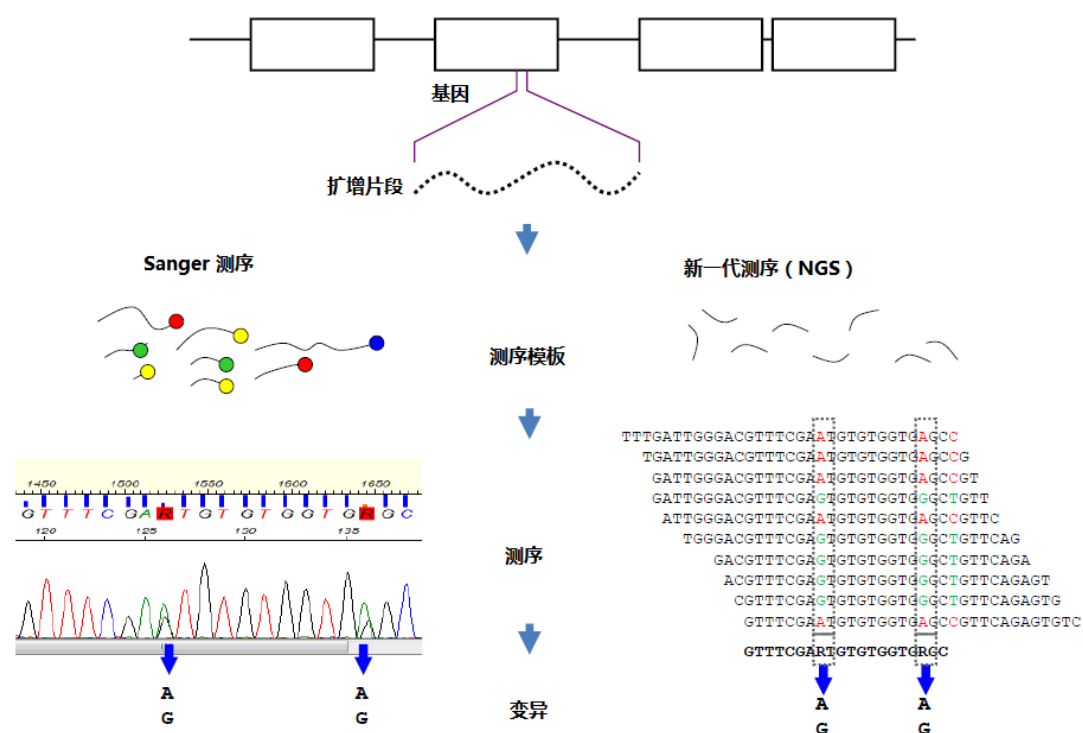 基因
扩增片段
Sanger 测序
新一代测序（NGS）
测序模板
TTTGATTGGGACGTTTCGAATGTGTGGTGAGCC
TGATTGGGACGTTTCGAATGTGTGGTGAGCCG
GATTGGGACGTTTCGAATGTGTGGTGAGCCGT
GATTGGGACGTTTCGAGTGTGTGGTGGGCTGTT
ATTGGGACGTTTCGAATGTGTGGTGAGCCGTTC
TGGGACGTTTCGAGTGTGTGGTGGGCTGTTCAG
GACGTTTCGAGTGTGTGGTGGGCTGTTCAGA
ACGTTTCGAGTGTGTGGTGGGCTGTTCAGAGT
CGTTTCGAGTGTGTGGTGGGCTGTTCAGAGTG
GTTTCGAATGTGTGGTGAGCCGTTCAGAGTGTC
GTTTCGARTGTGTGGTGRGC
1450 1500 1550 1600 1650
GTTTCGARTGTGTGGTGRGC
120 125 130 135
测序
A A
G G
变异
A A
G G